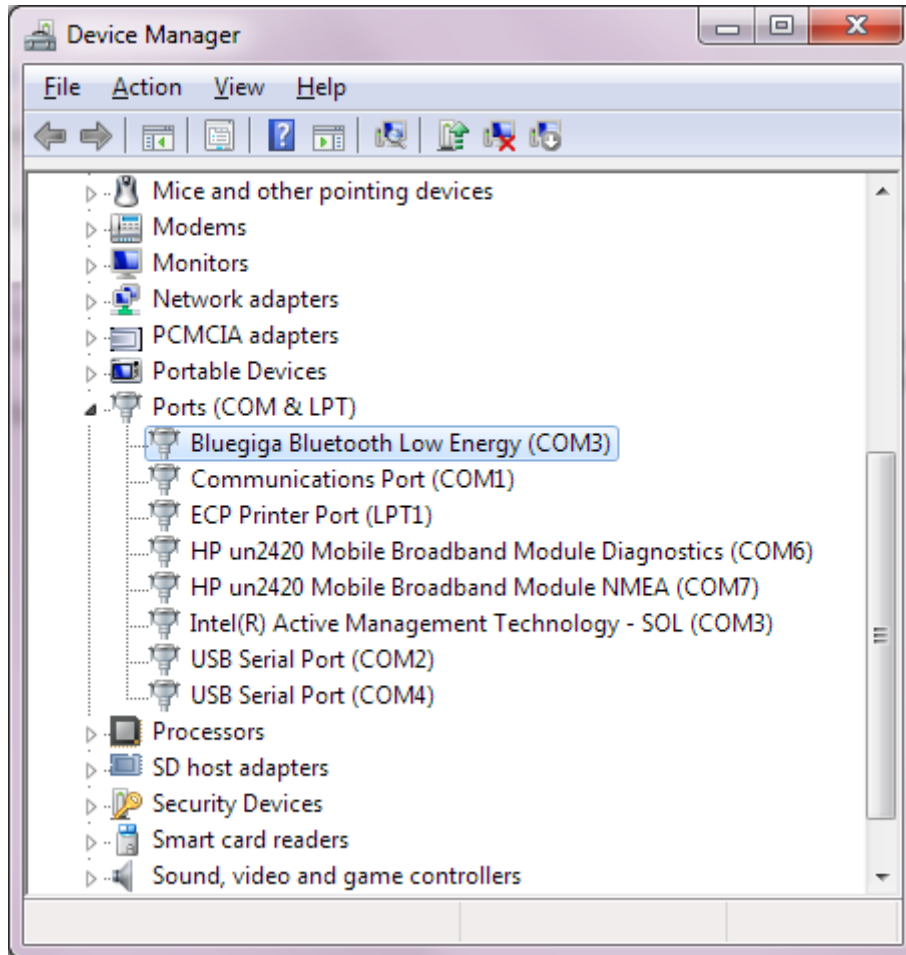 Device Manager
File Action View Help
Mice and other pointing devices
Modems
Monitors
Network adapters
PCMCIA adapters
Portable Devices
Ports (COM & LPT)
Bluegiga Bluetooth Low Energy (COM3)
Communications Port (COM1)
ECP Printer Port (LPT1)
HP un2420 Mobile Broadband Module Diagnostics (COM6)
HP un2420 Mobile Broadband Module NMEA (COM7)
Intel(R) Active Management Technology - SOL (COM3)
USB Serial Port (COM2)
USB Serial Port (COM4)
Processors
SD host adapters
Security Devices
Smart card readers
Sound, video and game controllers